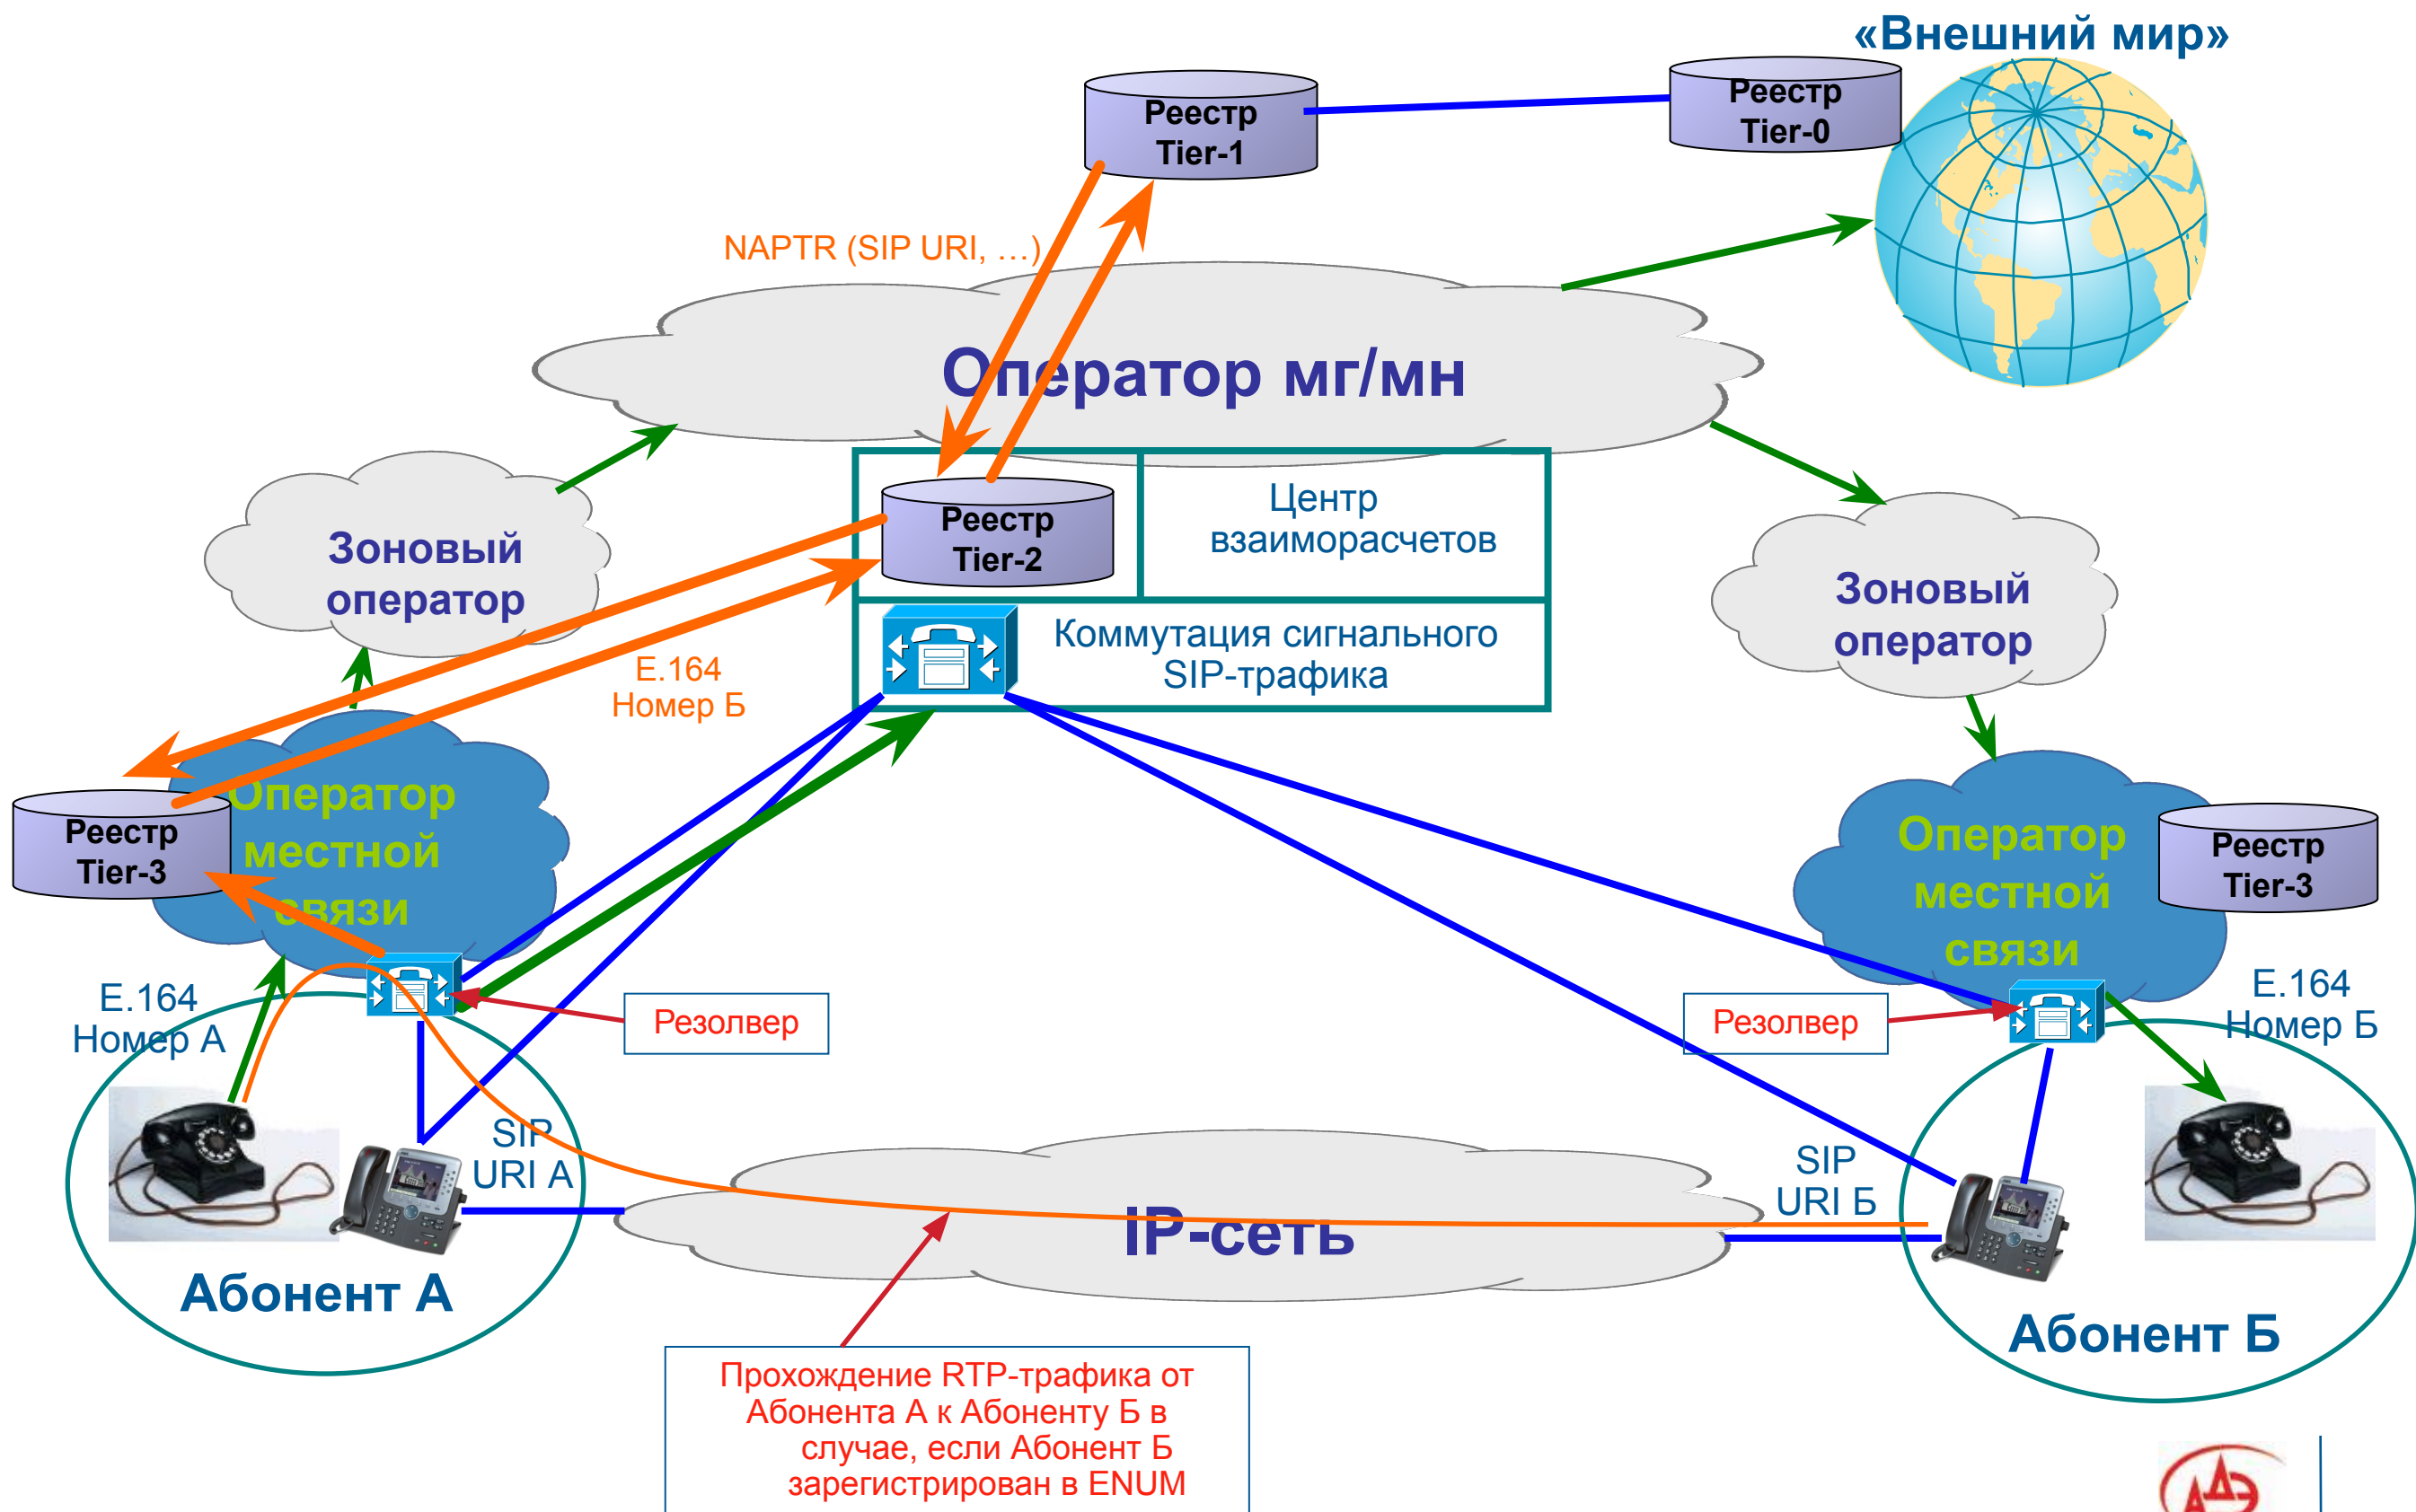 «Внешний мир»
Реестр
Tier-1
Реестр
Tier-0
NAPTR (SIP URI, …)
Оператор мг/мн
Реестр
Tier-2
Центр
взаиморасчетов
Коммутация сигнального
SIP-трафика
Зоновый
оператор
Зоновый
оператор
E.164
Номер Б
Оператор
местной
связи
Реестр
Tier-3
Оператор
местной
связи
Реестр
Tier-3
E.164
Номер А
Резолвер
Резолвер
E.164
Номер Б
SIP
URI А
SIP
URI Б
IP-сеть
Абонент А
Абонент Б
Прохождение RTP-трафика от
Абонента А к Абоненту Б в
случае, если Абонент Б
зарегистрирован в ENUM
АДЭ